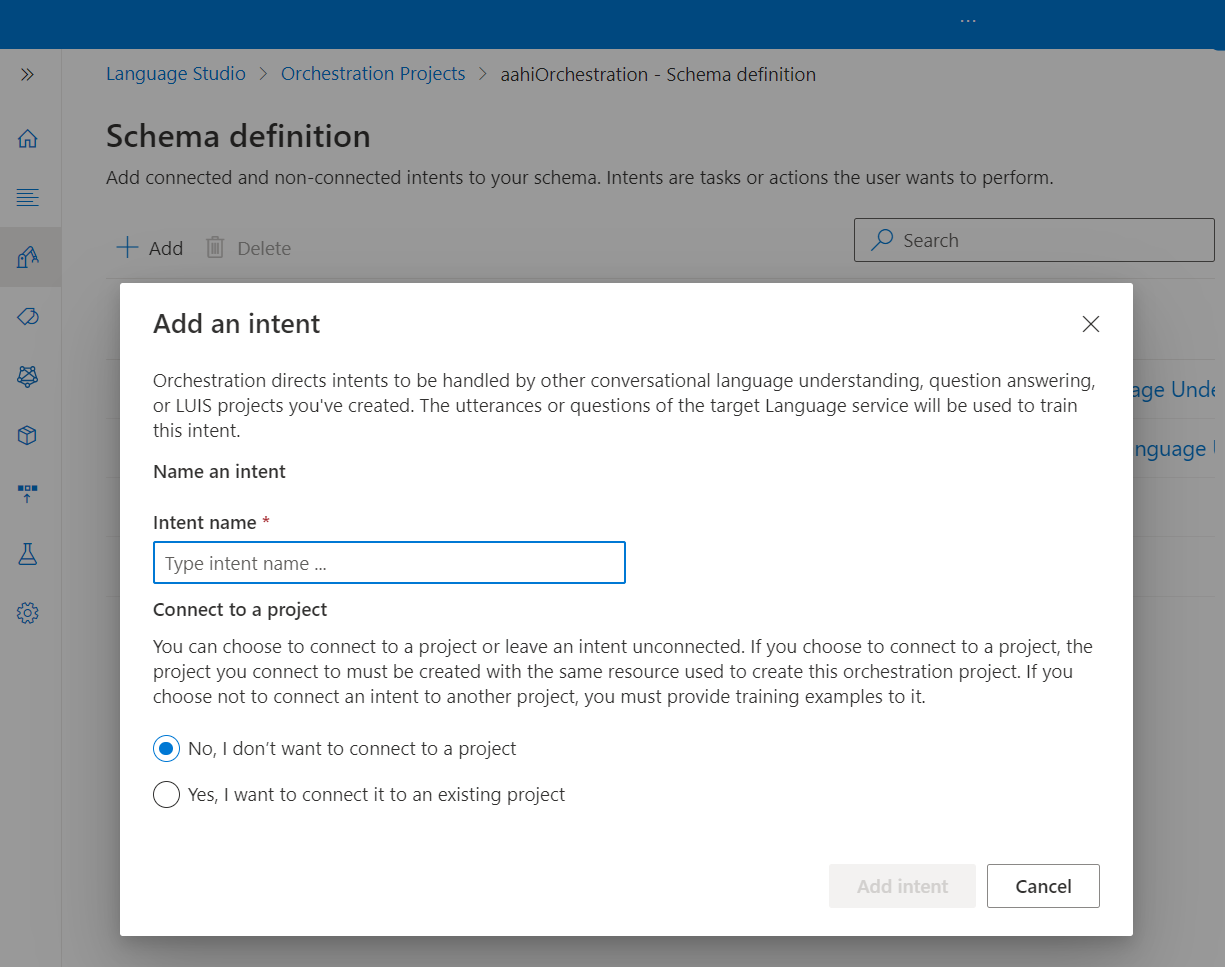 ...
Language Studio > Orchestration Projects > aahiOrchestration - Schema definition
Schema definition
Add connected and non-connected intents to your schema. Intents are tasks or actions the user wants to perform.
Add Delete Search
Add an intent
Orchestration directs intents to be handled by other conversational language understanding, question answering,
or LUIS projects you've created. The utterances or questions of the target Language service will be used to train
this intent.
Name an intent
Intent name *
Type intent name ...
Connect to a project
You can choose to connect to a project or leave an intent unconnected. If you choose to connect to a project, the
project you connect to must be created with the same resource used to create this orchestration project. If you
choose not to connect an intent to another project, you must provide training examples to it.
No, I don't want to connect to a project
Yes, I want to connect it to an existing project
Add intent Cancel